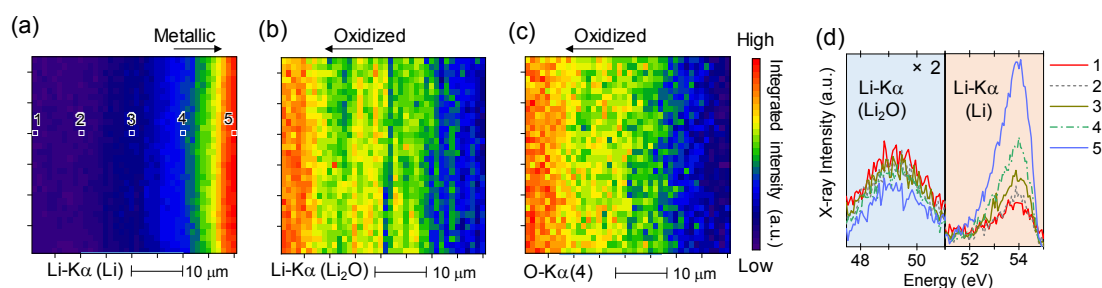 (a)
Metallic
1
2
3
4
5
Li-Kα (Li)
10 μm
(b)
Oxidized
Li-Kα (Li₂O)
10 μm
(c)
Oxidized
O-Kα(4)
10 μm
High
Integrated intensity (a.u.)
Low
(d)
X-ray Intensity (a.u.)
× 2
Li-Kα
(Li₂O)
Li-Kα
(Li)
48
50
52
54
Energy (eV)
1
2
3
4
5